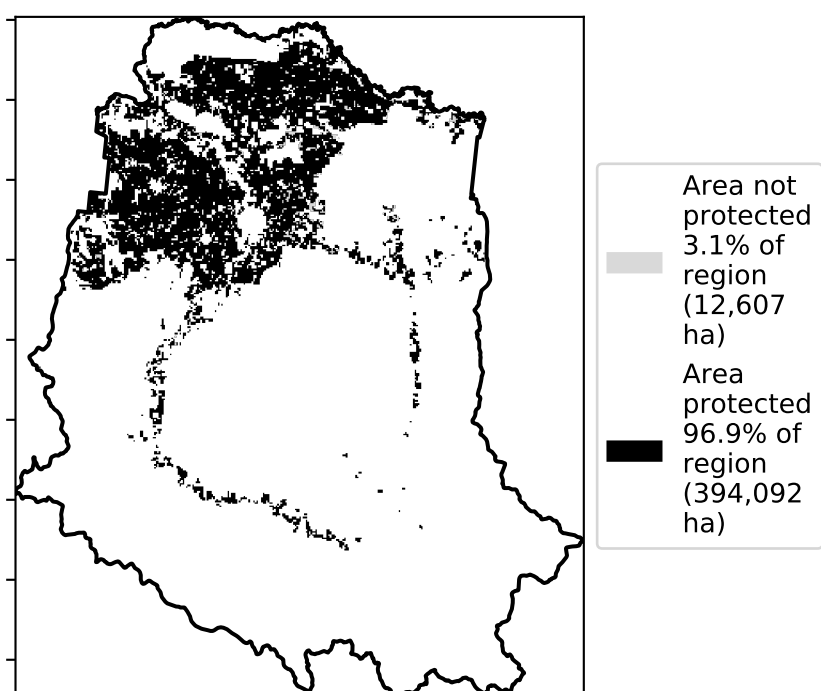 Area not
protected
3.1% of
region
(12,607
ha)
Area
protected
96.9% of
region
(394,092
ha)